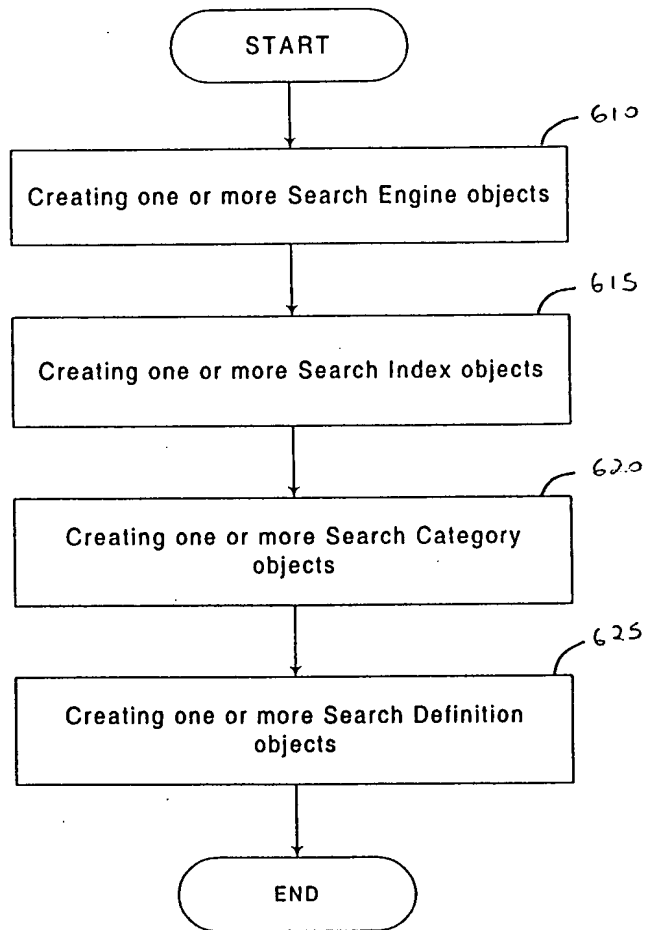 START
610
Creating one or more Search Engine objects
615
Creating one or more Search Index objects
620
Creating one or more Search Category
objects
625
Creating one or more Search Definition
objects
END